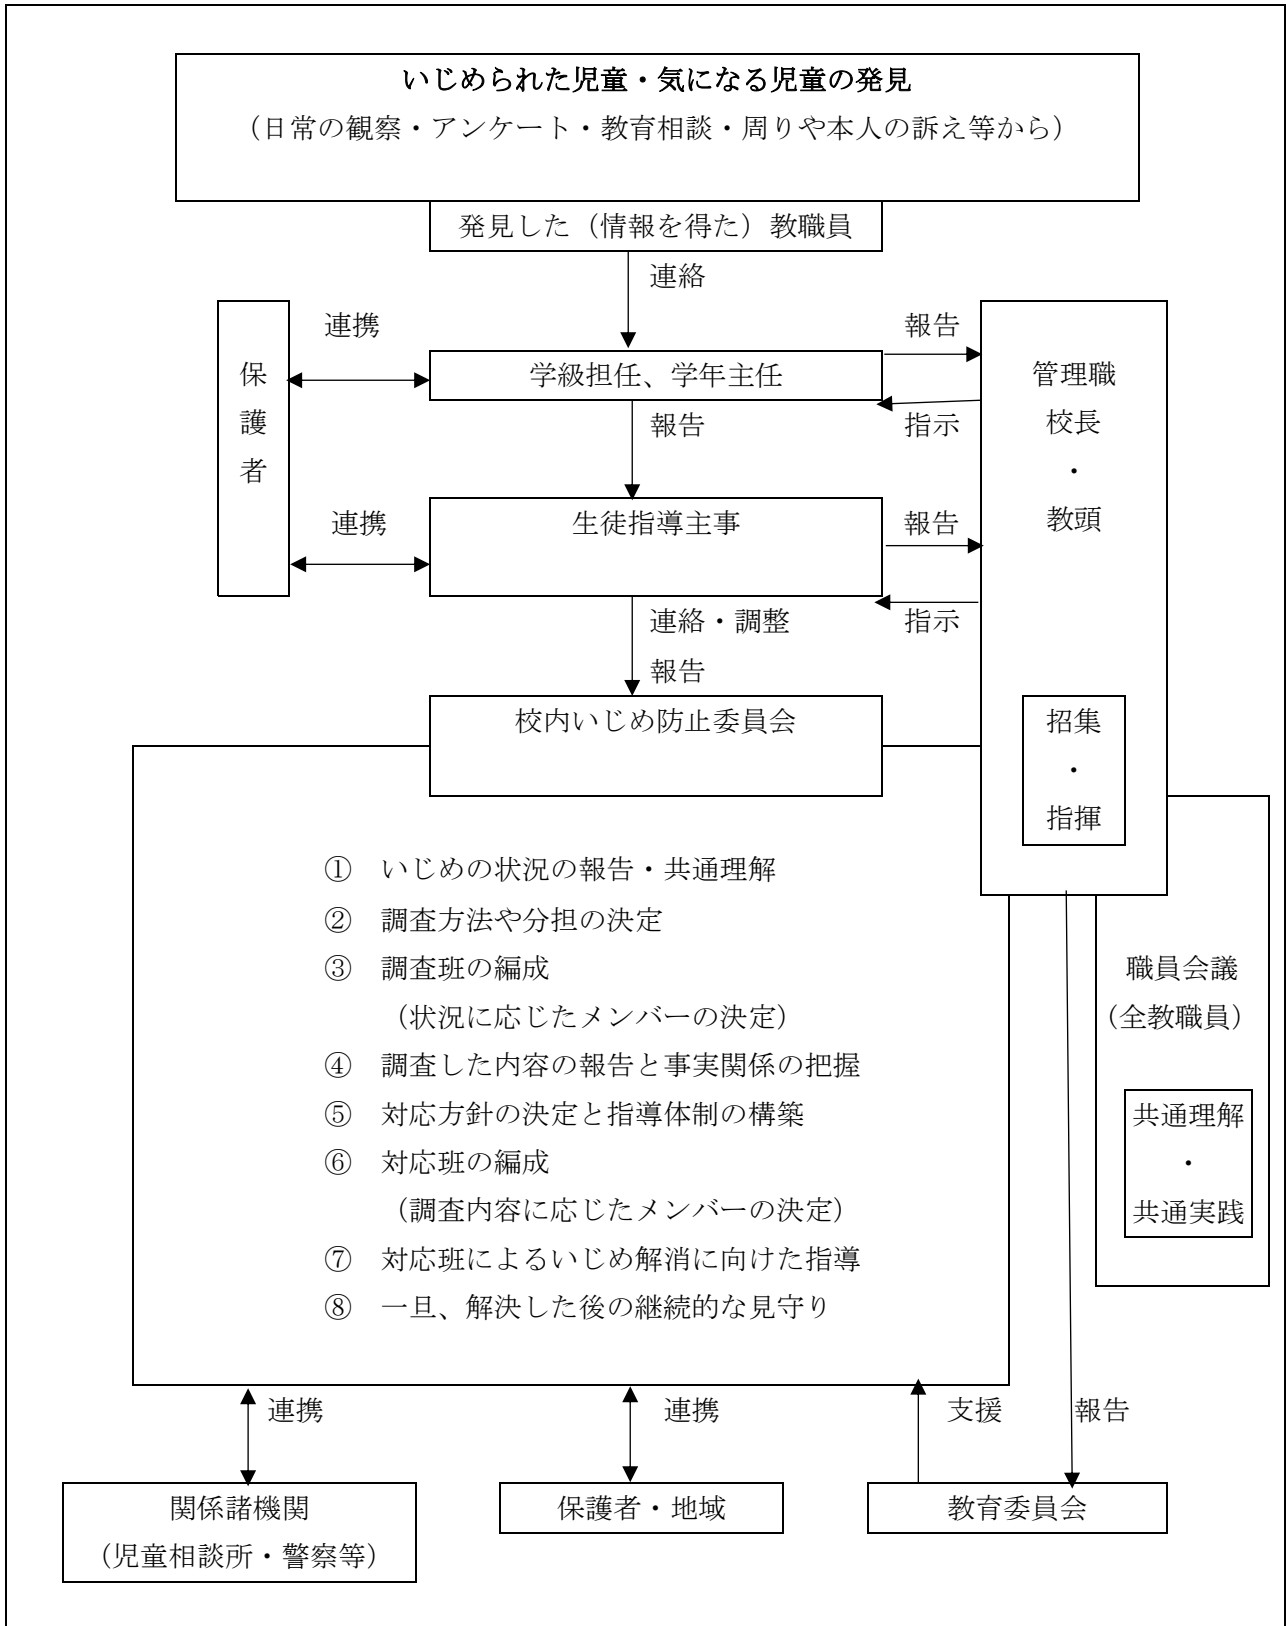 いじめられた児童・気になる児童の発見
（日常の観察・アンケート・教育相談・周りや本人の訴え等から）
発見した（情報を得た）教職員
連絡
連携
報告
保護者
学級担任、学年主任
管理職
校長
・
教頭
報告
指示
連携
生徒指導主事
報告
連絡・調整
報告
指示
校内いじめ防止委員会
招集
・
指揮
① いじめの状況の報告・共通理解
② 調査方法や分担の決定
③ 調査班の編成
（状況に応じたメンバーの決定）
④ 調査した内容の報告と事実関係の把握
⑤ 対応方針の決定と指導体制の構築
⑥ 対応班の編成
（調査内容に応じたメンバーの決定）
⑦ 対応班によるいじめ解消に向けた指導
⑧ 一旦、解決した後の継続的な見守り
職員会議
（全教職員）
共通理解
・
共通実践
連携
連携
支援
報告
関係諸機関
（児童相談所・警察等）
保護者・地域
教育委員会